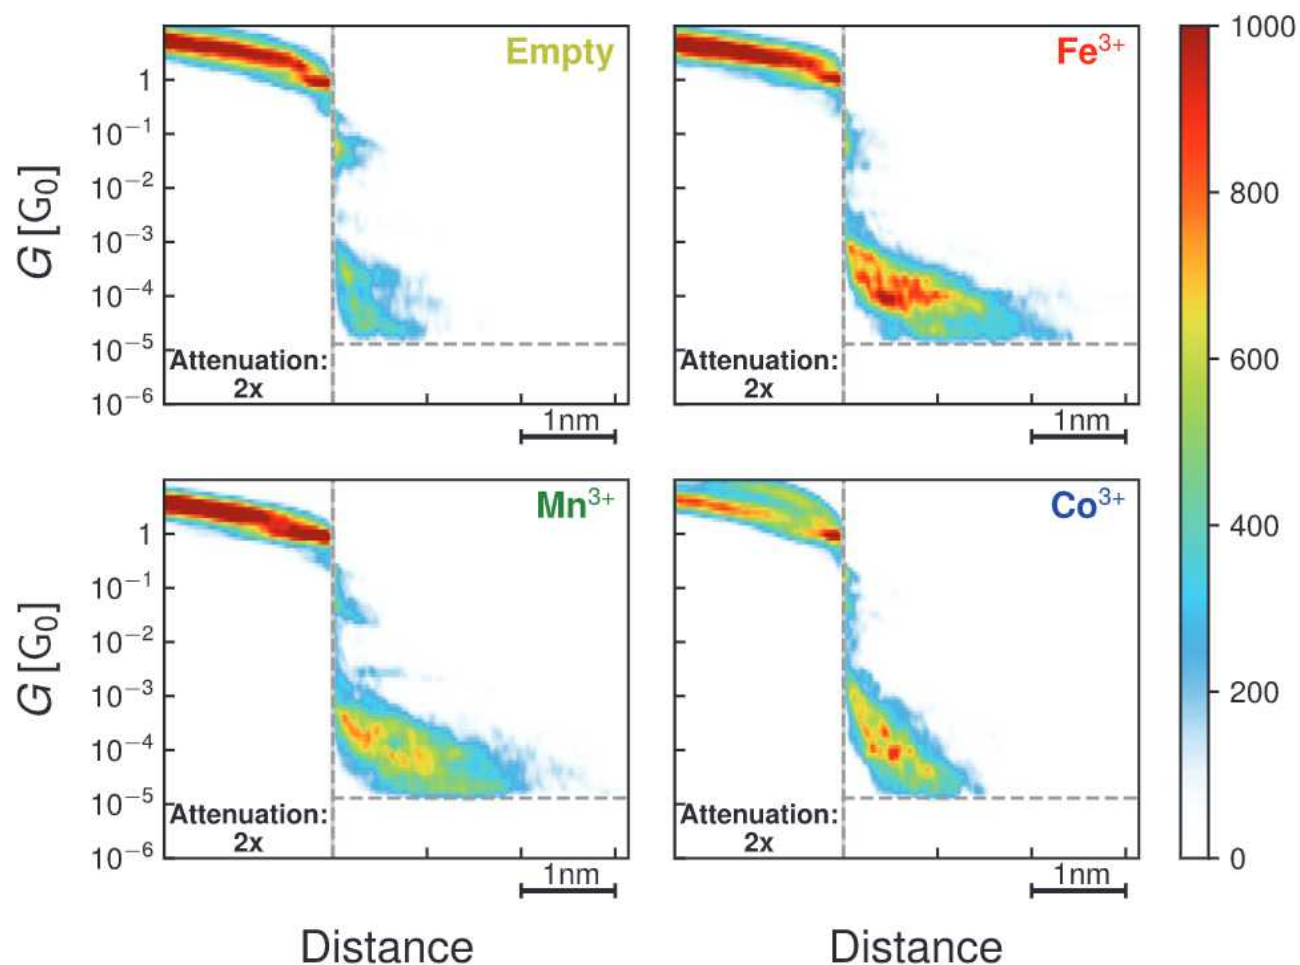 Empty
Fe³⁺
1000
1
10⁻¹
10⁻²
10⁻³
10⁻⁴
10⁻⁵
10⁻⁶
G [G₀]
Attenuation:
2x
Attenuation:
2x
1nm
1nm
800
600
400
200
0
Mn³⁺
Co³⁺
1
10⁻¹
10⁻²
10⁻³
10⁻⁴
10⁻⁵
10⁻⁶
G [G₀]
Attenuation:
2x
Attenuation:
2x
1nm
1nm
Distance
Distance